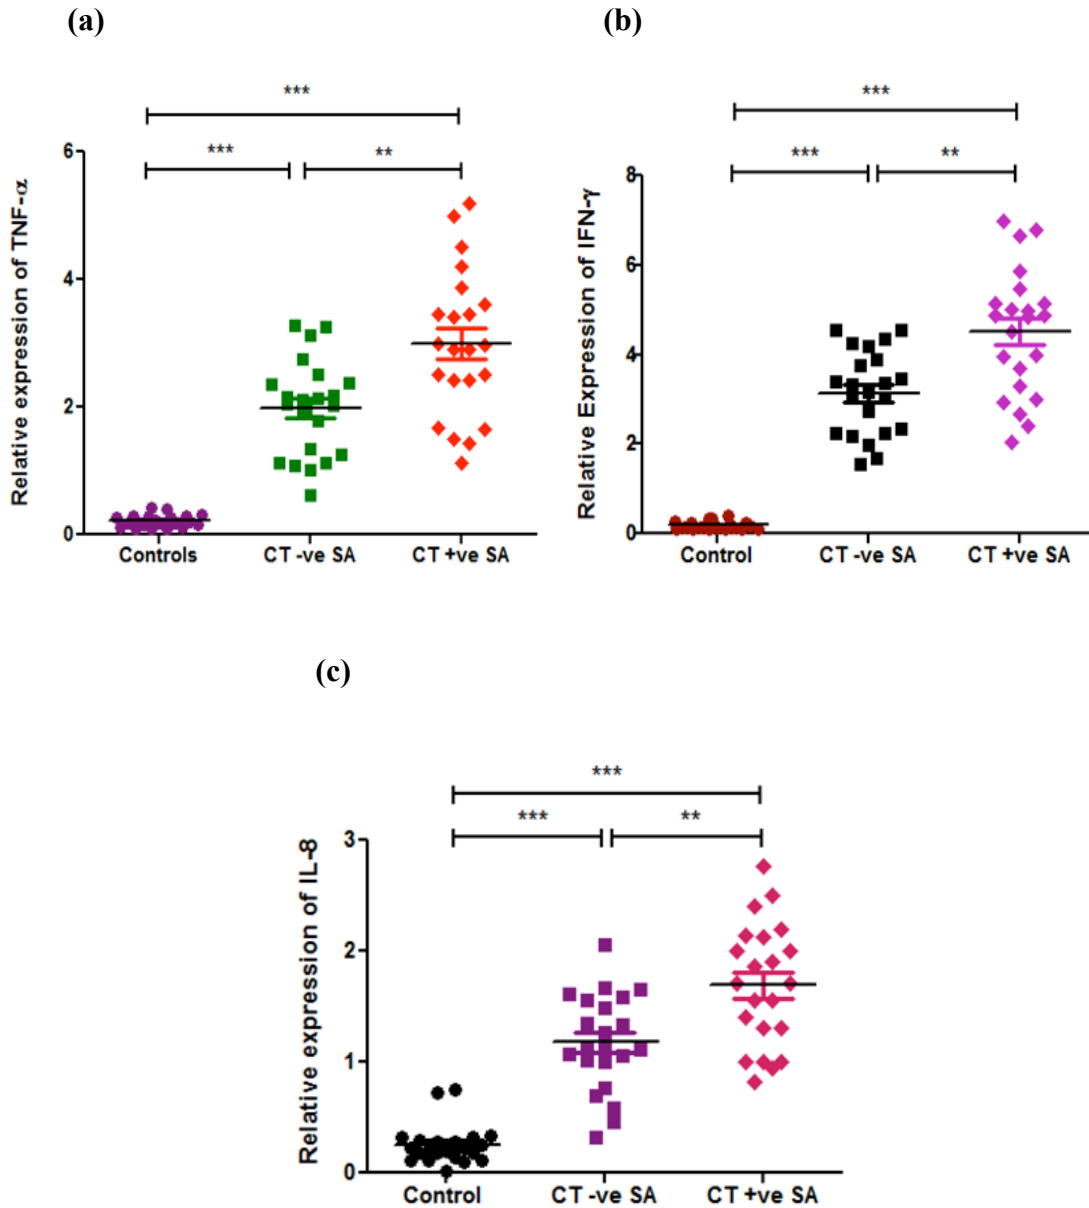 (a)
(b)
***
***
**
6
4
2
0
Relative expression of TNF-α
Controls
CT -ve SA
CT +ve SA
***
***
**
8
6
4
2
0
Relative Expression of IFN-γ
Control
CT -ve SA
CT +ve SA
(c)
***
***
**
3
2
1
0
Relative expression of IL-8
Control
CT -ve SA
CT +ve SA